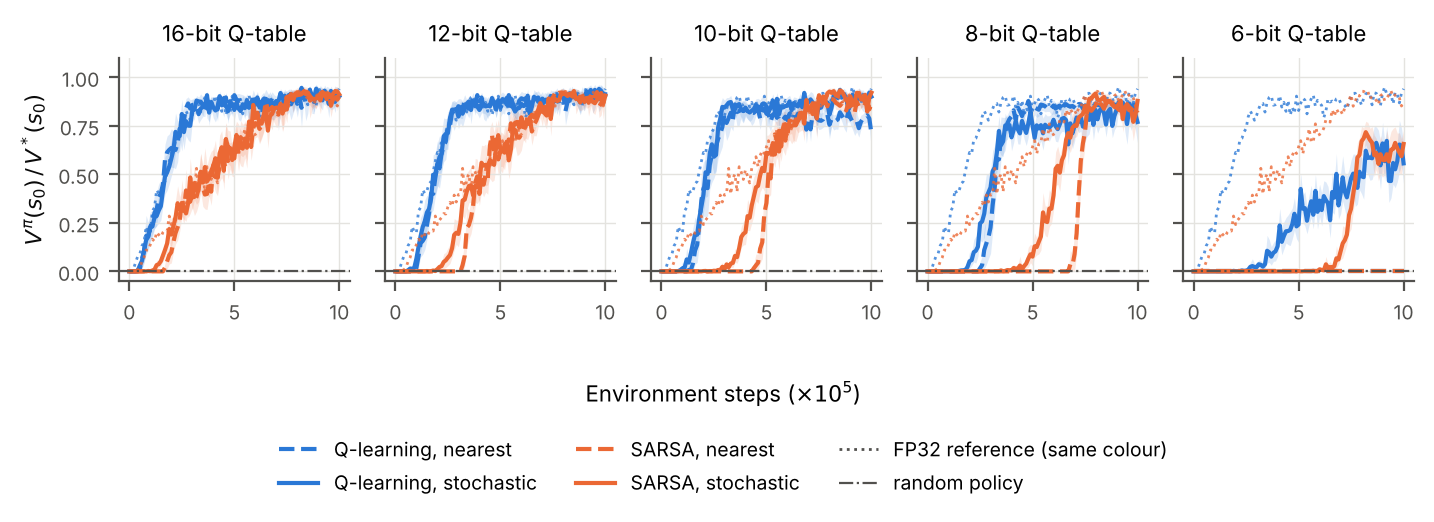 16-bit Q-table 12-bit Q-table 10-bit Q-table 8-bit Q-table 6-bit Q-table
V^π(s₀) / V^*(s₀)
1.00
0.75
0.50
0.25
0.00
0 5 10 0 5 10 0 5 10 0 5 10 0 5 10
Environment steps (×10⁵)
Q-learning, nearest SARSA, nearest FP32 reference (same colour)
Q-learning, stochastic SARSA, stochastic random policy